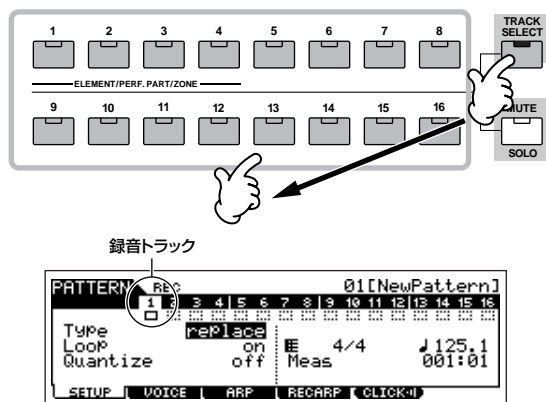 1 2 3 4 5 6 7 8
TRACK SELECT
ELEMENT/PERF. PART/ZONE
9 10 11 12 13 14 15 16
MUTE
SOLO
録音トラック
PATTERN REC 01[NewPattern]
1 2 3 4 5 6 7 8 9 10 11 12 13 14 15 16
Type replace
Loop on 4/4 ♩125.1
Quantize off Meas 001:01
SETUP VOICE ARP RECARP CLICK